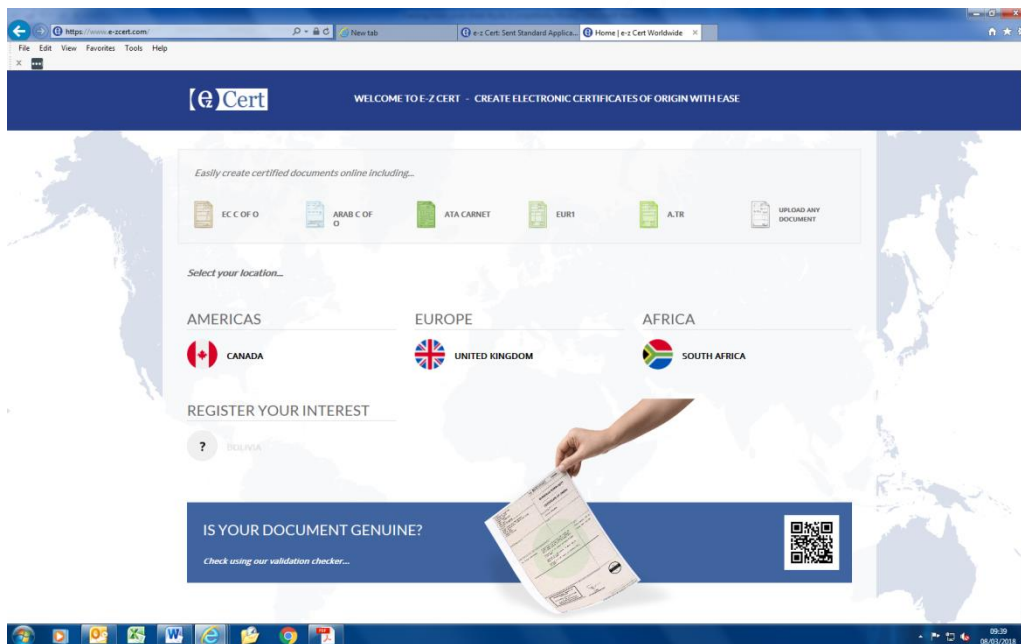 https://www.e-zcert.com/
New tab
e-z Cert: Sent Standard Applica...
Home | e-z Cert Worldwide
File Edit View Favorites Tools Help
(ez) Cert
WELCOME TO E-Z CERT - CREATE ELECTRONIC CERTIFICATES OF ORIGIN WITH EASE
Easily create certified documents online including...
EC C OF O
ARAB C OF
O
ATA CARNET
EUR1
A.TR
UPLOAD ANY
DOCUMENT
Select your location...
AMERICAS
EUROPE
AFRICA
CANADA
UNITED KINGDOM
SOUTH AFRICA
REGISTER YOUR INTEREST
? BOLIVIA
IS YOUR DOCUMENT GENUINE?
Check using our validation checker...
09:39
08/03/2018